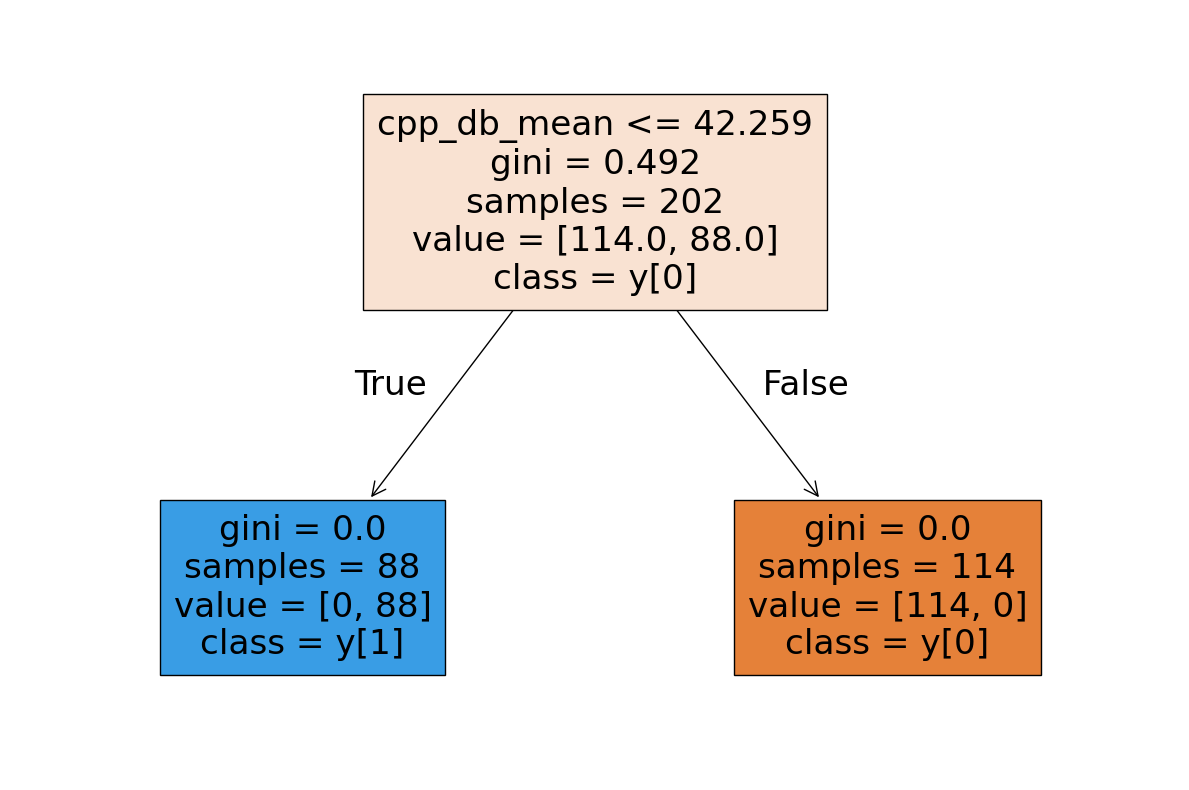 cpp_db_mean <= 42.259
gini = 0.492
samples = 202
value = [114.0, 88.0]
class = y[0]
True
False
gini = 0.0
samples = 88
value = [0, 88]
class = y[1]
gini = 0.0
samples = 114
value = [114, 0]
class = y[0]